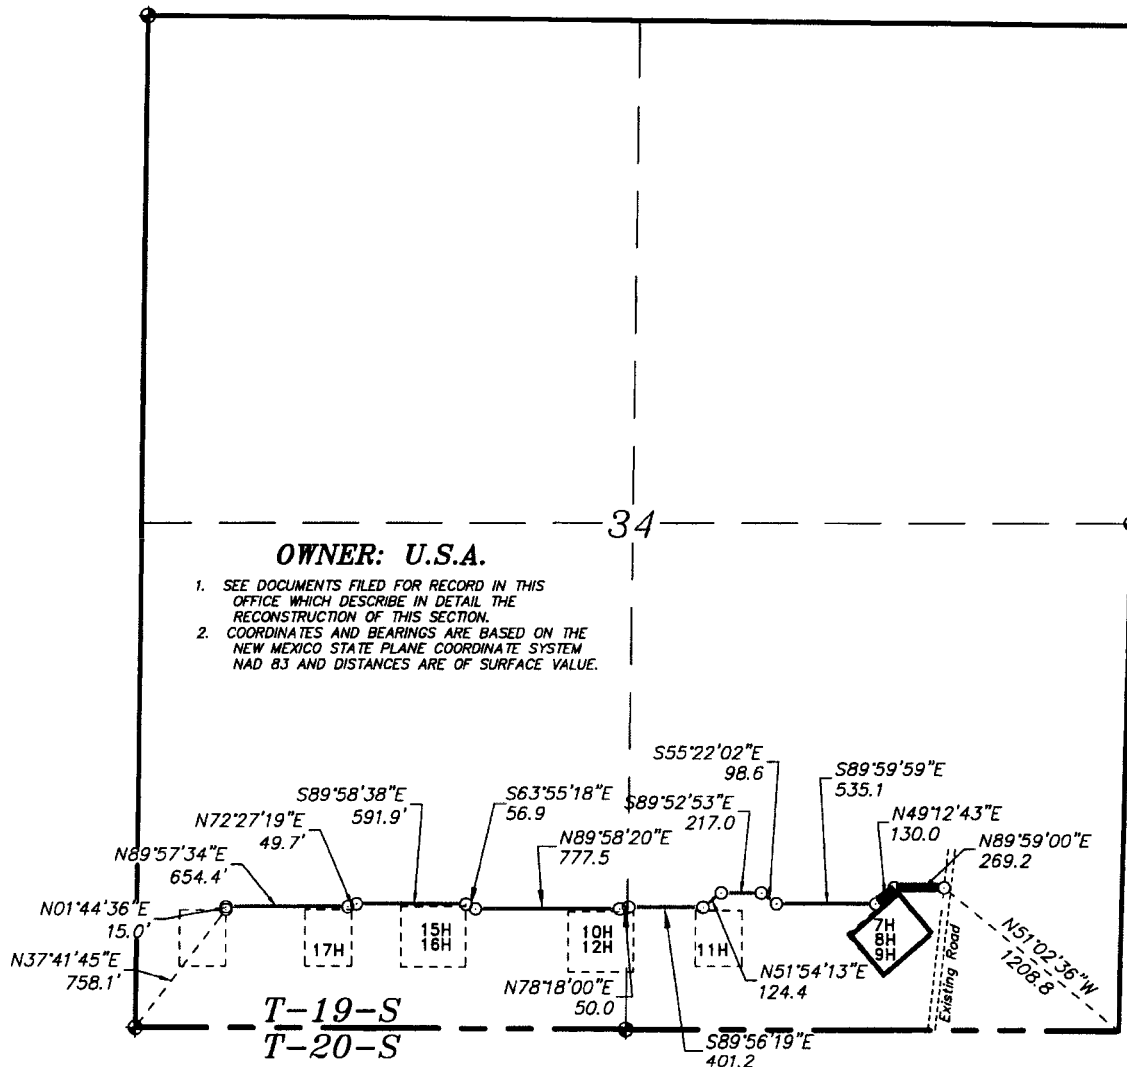 34
OWNER: U.S.A.
1. SEE DOCUMENTS FILED FOR RECORD IN THIS
OFFICE WHICH DESCRIBE IN DETAIL THE
RECONSTRUCTION OF THIS SECTION.
2. COORDINATES AND BEARINGS ARE BASED ON THE
NEW MEXICO STATE PLANE COORDINATE SYSTEM
NAD 83 AND DISTANCES ARE OF SURFACE VALUE.
S55°22'02"E
98.6
S89°59'59"E
535.1
S89°58'38"E
591.9'
S63°55'18"E
56.9
S89°52'53"E
217.0
N49°12'43"E
130.0
N72°27'19"E
49.7'
N89°58'20"E
777.5
N89°59'00"E
269.2
N89°57'34"E
654.4'
N01°44'36"E
15.0'
N37°41'45"E
758.1'
17H
15H
16H
10H
12H
11H
7H
8H
9H
Existing Road
N51°02'36"W
1208.8
N78°18'00"E
50.0
N51°54'13"E
124.4
S89°56'19"E
401.2
T-19-S
T-20-S